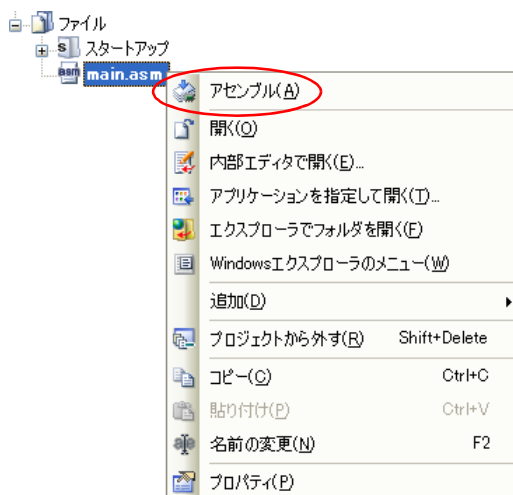 ファイル
スタートアップ
main.asm
アセンブル(A)
開く(O)
内部エディタで開く(E)...
アプリケーションを指定して開く(T)...
エクスプローラでフォルダを開く(F)
Windowsエクスプローラのメニュー(W)
追加(D)
プロジェクトから外す(R) Shift+Delete
コピー(C) Ctrl+C
貼り付け(P) Ctrl+V
名前の変更(N) F2
プロパティ(P)